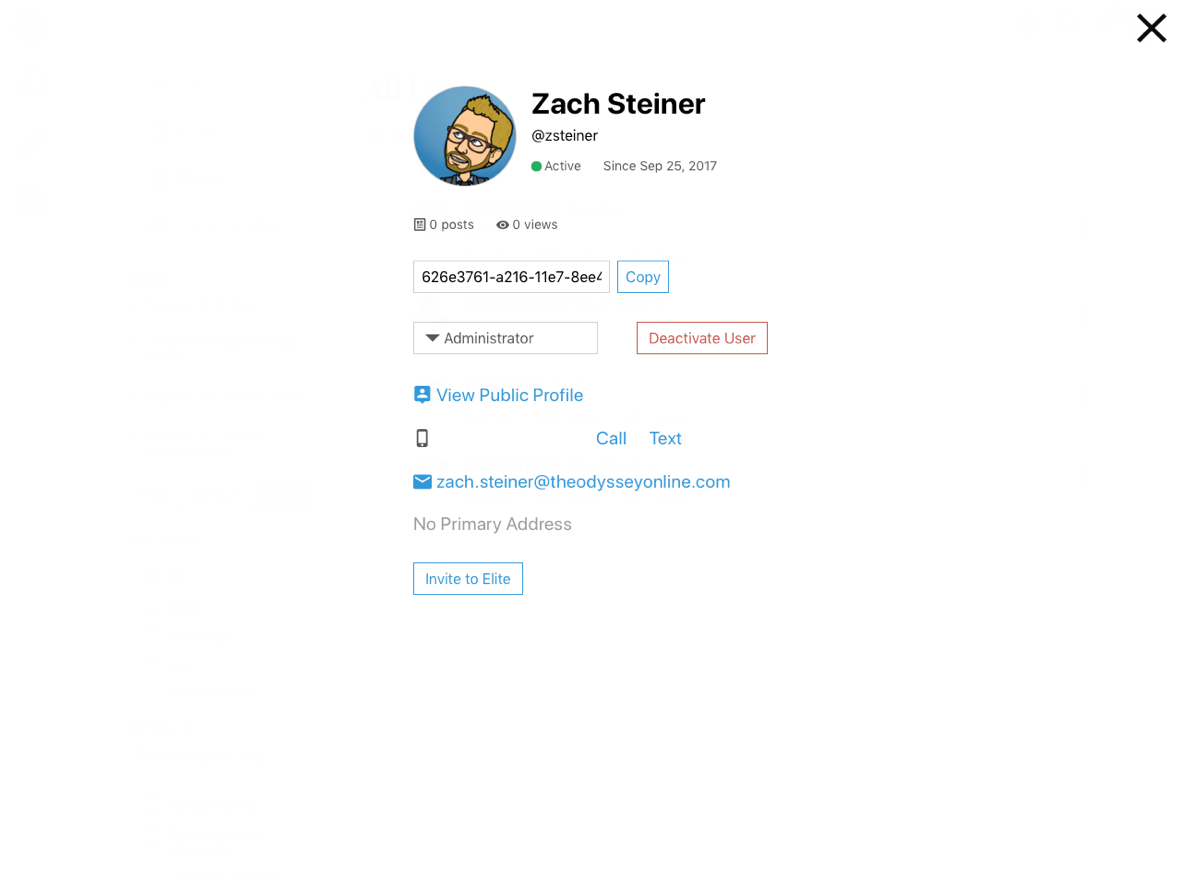 Zach Steiner
@zsteiner
Active Since Sep 25, 2017
0 posts 0 views
626e3761-a216-11e7-8ee4 Copy
Administrator Deactivate User
View Public Profile
Call Text
zach.steiner@theodysseyonline.com
No Primary Address
Invite to Elite